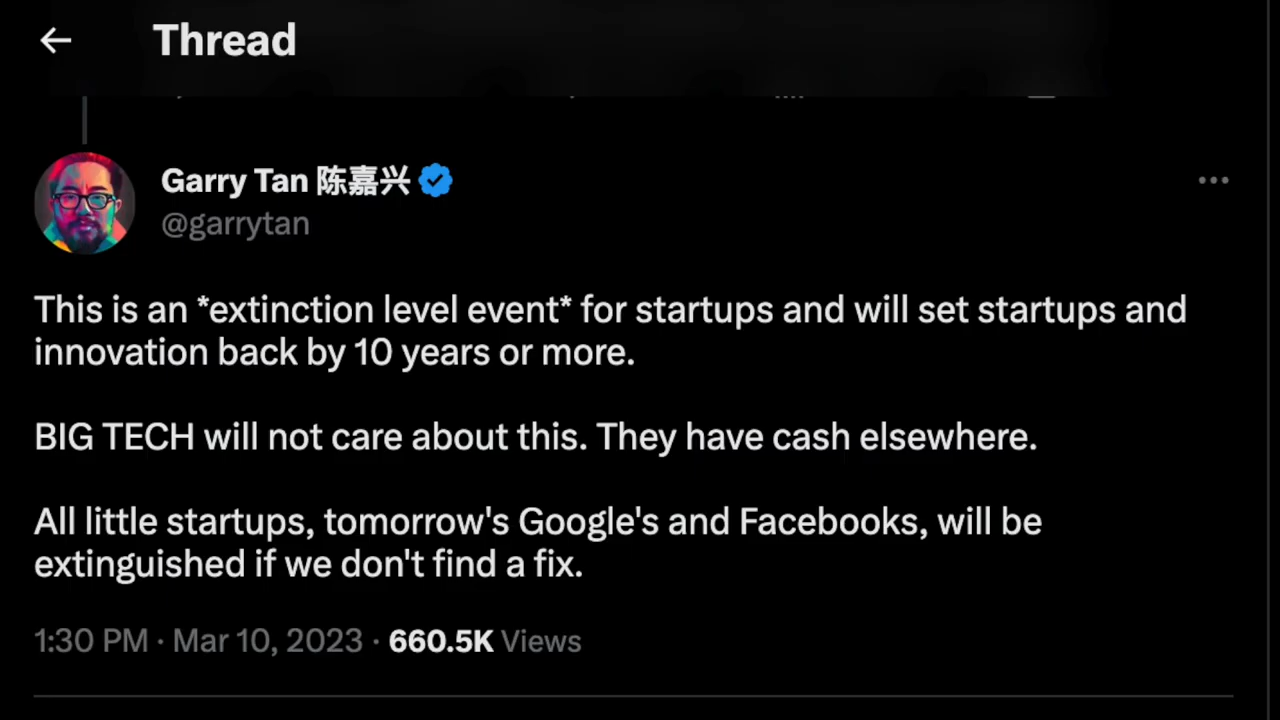 Thread
Garry Tan 陈嘉兴
@garrytan
This is an *extinction level event* for startups and will set startups and
innovation back by 10 years or more.
BIG TECH will not care about this. They have cash elsewhere.
All little startups, tomorrow's Google's and Facebooks, will be
extinguished if we don't find a fix.
1:30 PM · Mar 10, 2023 · 660.5K Views